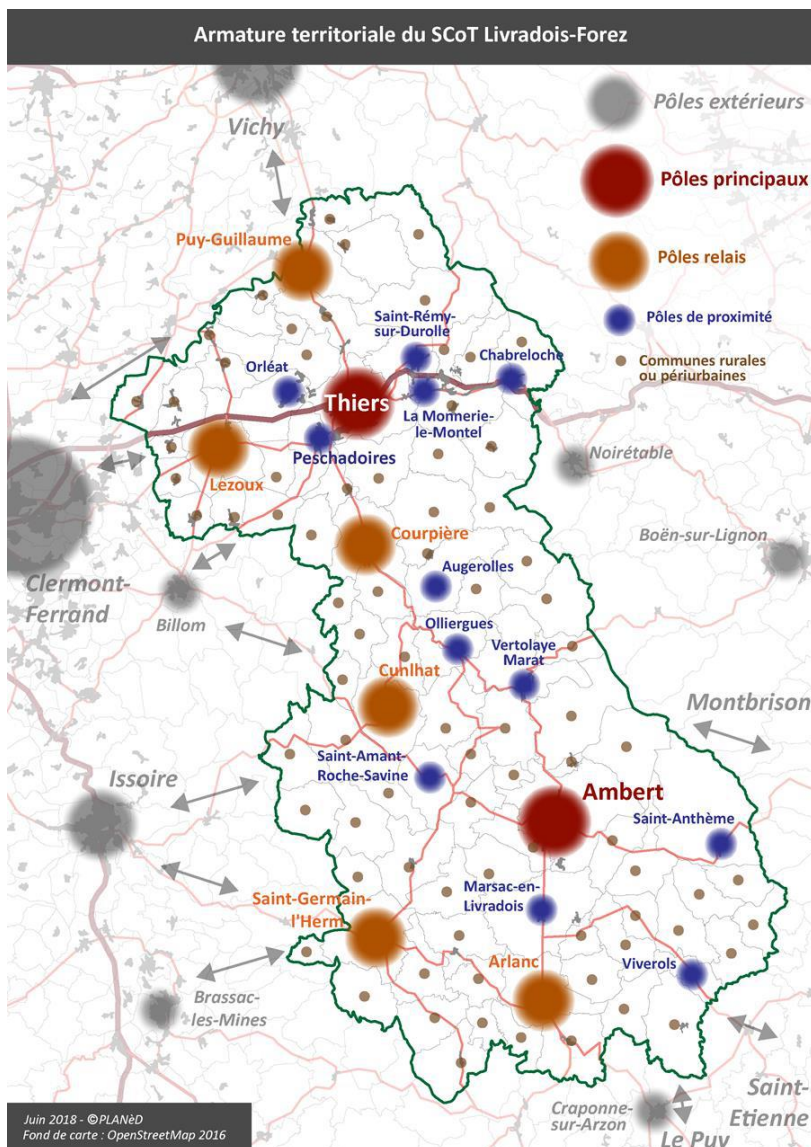 Armature territoriale du SCoT Livradois-Forez
Pôles extérieurs
Vichy
Pôles principaux
Puy-Guillaume
Pôles relais
Saint-Rémy-
sur-Durolle
Pôles de proximité
Chabreloche
Communes rurales
ou périurbaines
Orléat
Thiers
La Monnerie-
le-Montel
Peschadoires
Noirétable
Lezoux
Courpière
Boën-sur-Lignon
Augerolles
Clermont-
Ferrand
Billom
Olliergues
Vertolaye
Marat
Cunlhat
Montbrison
Saint-Amant-
Roche-Savine
Issoire
Ambert
Saint-Anthème
Saint-Germain-
l'Herm
Marsac-en-
Livradois
Arlanc
Viverols
Brassac-
les-Mines
Saint-
Etienne
Craponne-
sur-Arzon
Le Puy
Juin 2018 - ©PLANèD
Fond de carte : OpenStreetMap 2016